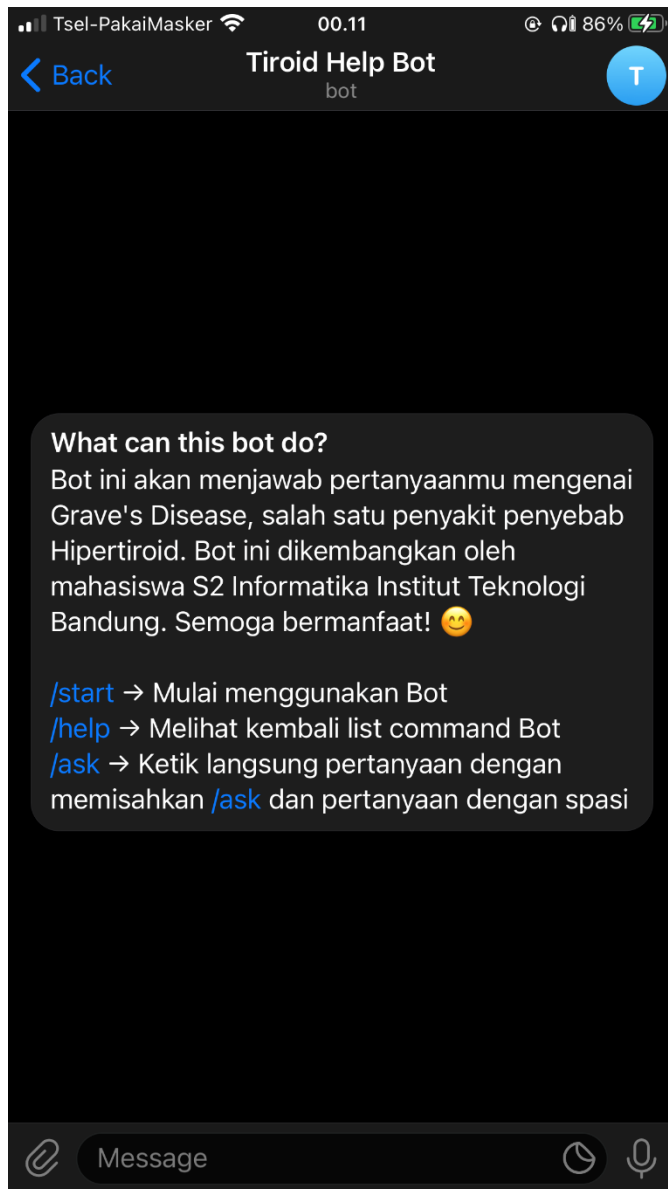 Tsel-PakaiMasker 00.11 86%
Back Tiroid Help Bot T
bot
What can this bot do?
Bot ini akan menjawab pertanyaanmu mengenai
Grave's Disease, salah satu penyakit penyebab
Hipertiroid. Bot ini dikembangkan oleh
mahasiswa S2 Informatika Institut Teknologi
Bandung. Semoga bermanfaat! 😊
/start → Mulai menggunakan Bot
/help → Melihat kembali list command Bot
/ask → Ketik langsung pertanyaan dengan
memisahkan /ask dan pertanyaan dengan spasi
Message